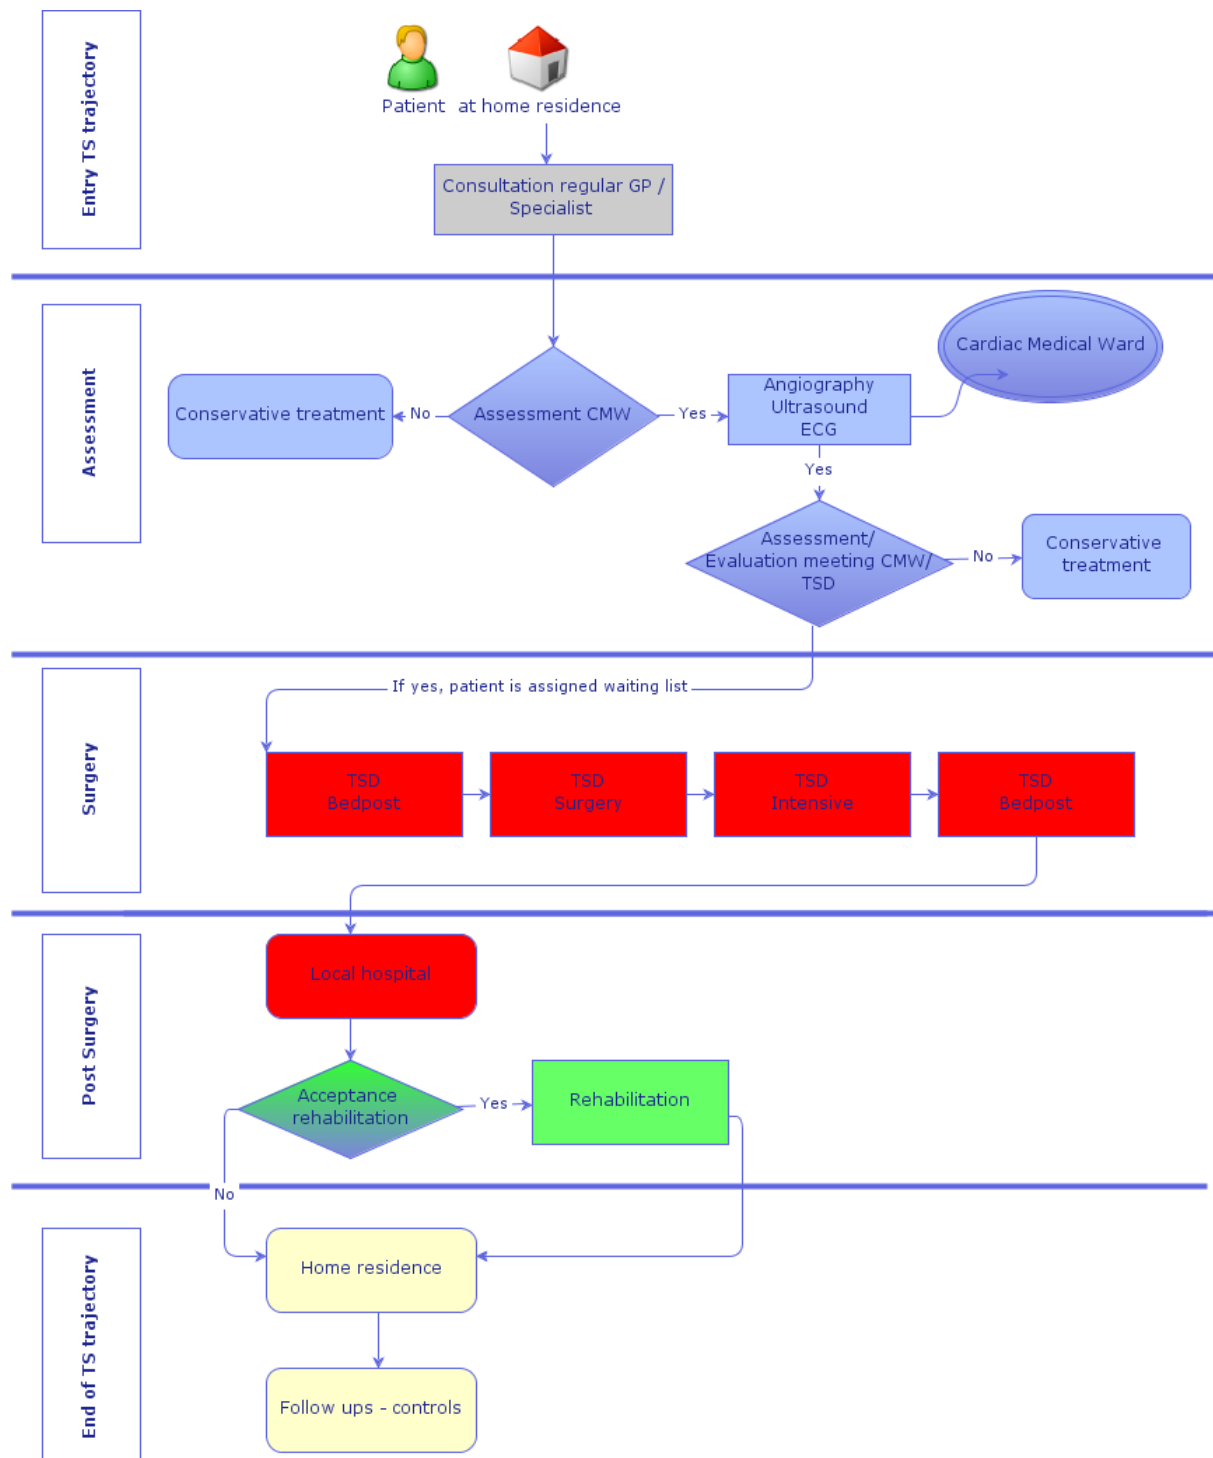 Entry TS trajectory
Patient
at home residence
Consultation regular GP /
Specialist
Assessment
Cardiac Medical Ward
Conservative treatment
No
Assessment CMW
Yes
Angiography
Ultrasound
ECG
Yes
Assessment/
Evaluation meeting CMW/
TSD
No
Conservative
treatment
Surgery
If yes, patient is assigned waiting list
TSD
Bedpost
TSD
Surgery
TSD
Intensive
TSD
Bedpost
Post Surgery
Local hospital
Acceptance
rehabilitation
Yes
Rehabilitation
No
End of TS trajectory
Home residence
Follow ups - controls